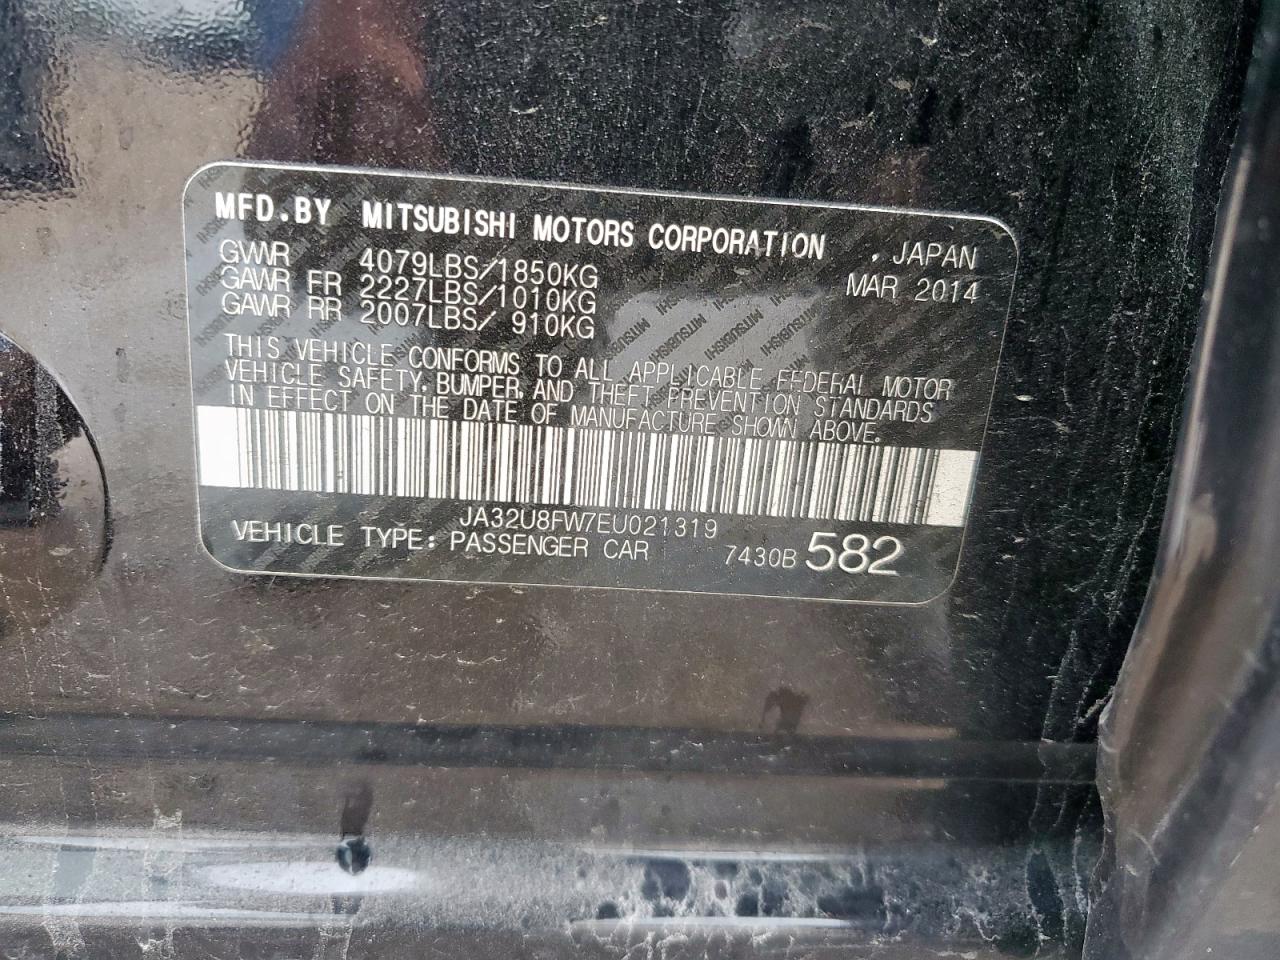 MFD.BY MITSUBISHI MOTORS CORPORATION , JAPAN
GVWR 4079LBS/1850KG MAR 2014
GAWR FR 2227LBS/1010KG
GAWR RR 2007LBS/ 910KG
THIS VEHICLE CONFORMS TO ALL APPLICABLE FEDERAL MOTOR
VEHICLE SAFETY, BUMPER, AND THEFT PREVENTION STANDARDS
IN EFFECT ON THE DATE OF MANUFACTURE SHOWN ABOVE.
JA32U8FW7EU021319
VEHICLE TYPE: PASSENGER CAR 7430B 582